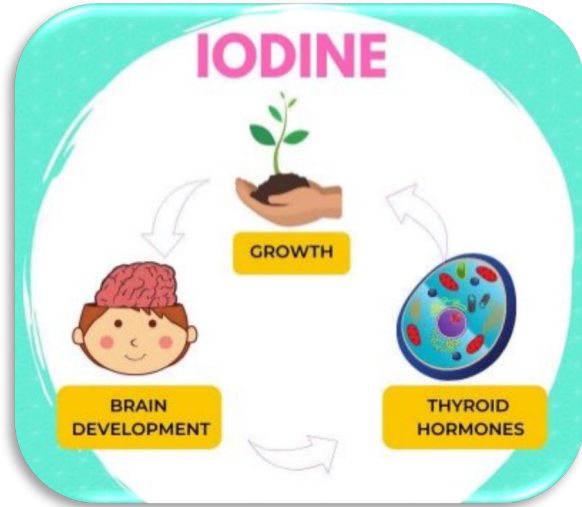 IODINE
GROWTH
BRAIN
DEVELOPMENT
THYROID
HORMONES